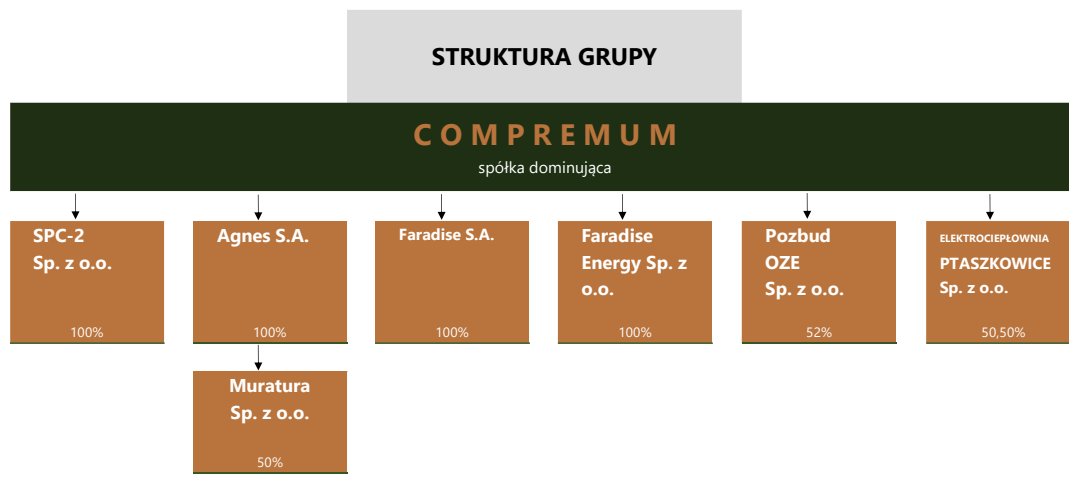 STRUKTURA GRUPY
COMPREMUM
spółka dominująca
SPC-2
Sp. z o.o.
100%
Agnes S.A.
100%
Faradise S.A.
100%
Faradise
Energy Sp. z
o.o.
100%
Pozbud
OZE
Sp. z o.o.
52%
ELEKTROCIEPŁOWNIA
PTASZKOWICE
Sp. z o.o.
50,50%
Muratura
Sp. z o.o.
50%